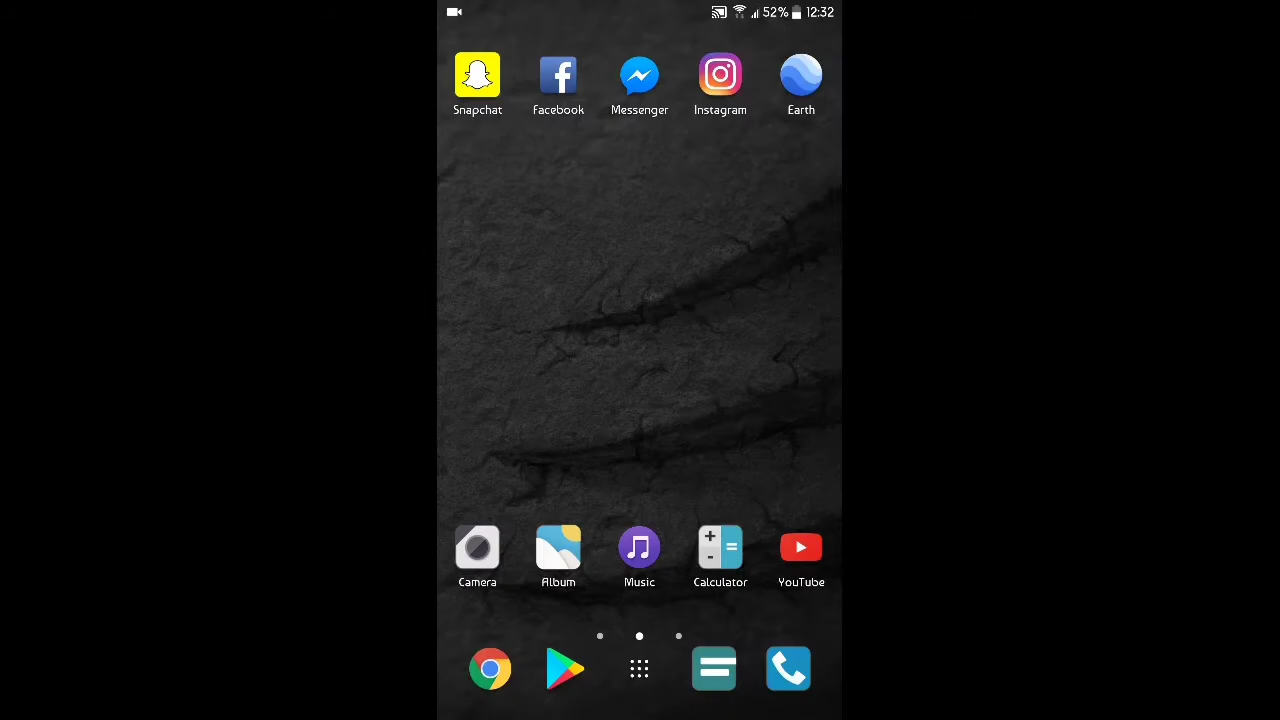 52% 12:32
Snapchat Facebook Messenger Instagram Earth
Camera Album Music Calculator YouTube